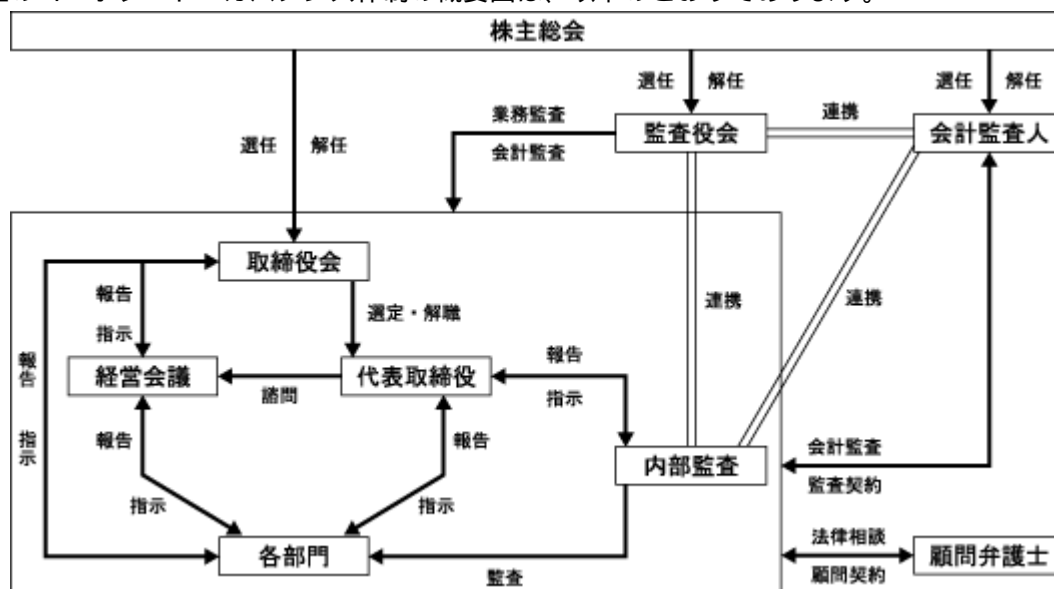 株主総会
選任
解任
選任
解任
選任
解任
業務監査
会計監査
監査役会
連携
会計監査人
取締役会
報告
指示
選定・解職
連携
連携
報告
指示
経営会議
諮問
代表取締役
報告
指示
報告
指示
報告
指示
内部監査
会計監査
監査契約
各部門
監査
法律相談
顧問契約
顧問弁護士